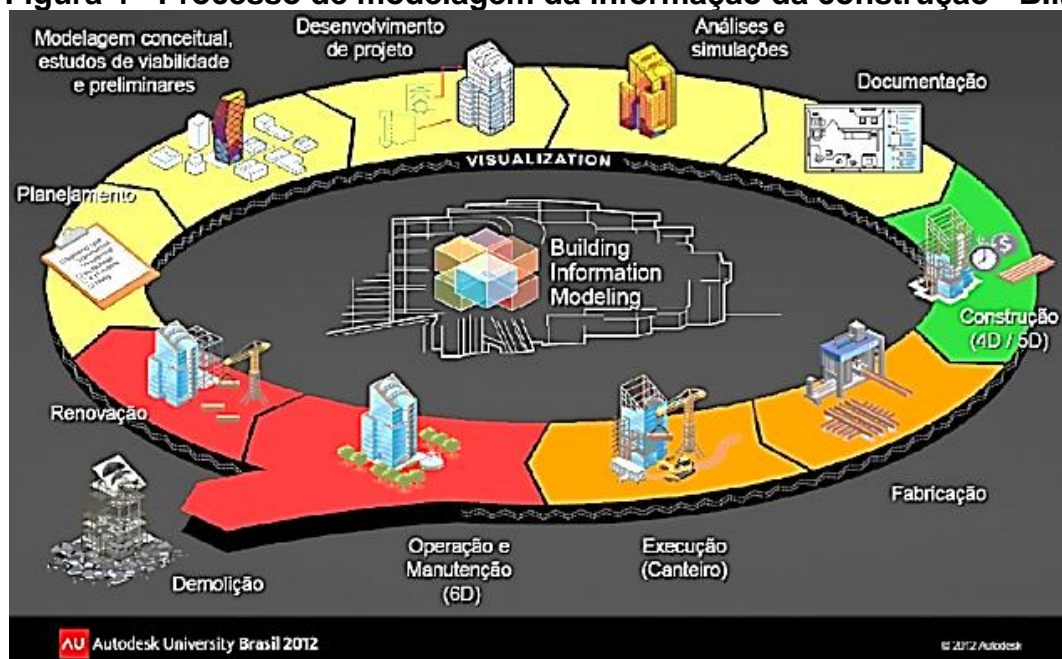 Modelagem conceitual,
estudos de viabilidade
e preliminares
Desenvolvimento
de projeto
Análises e
simulações
Documentação
VISUALIZATION
Planejamento
Building
Information
Modeling
Construção
(4D / 5D)
Renovação
Fabricação
Operação e
Manutenção
(6D)
Execução
(Canteiro)
Demolição
AU Autodesk University Brasil 2012
© 2012 Autodesk